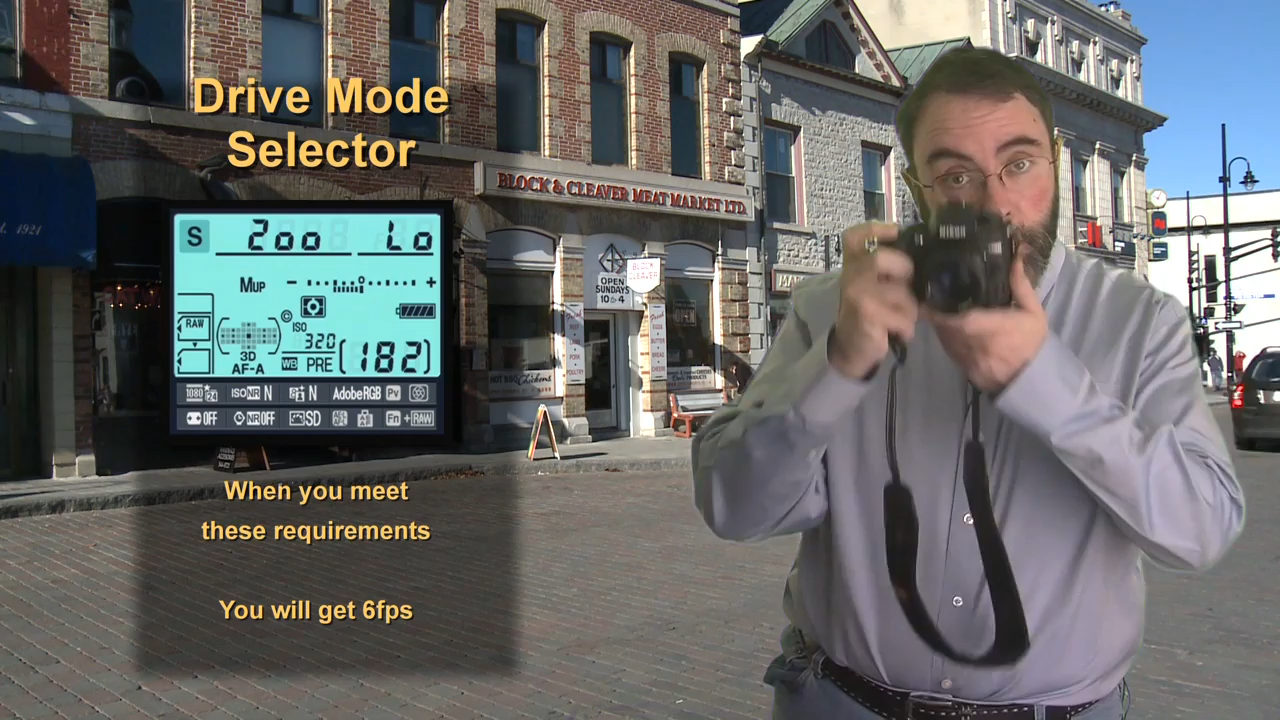 Drive Mode
Selector
BLOCK & CLEAVER MEAT MARKET LTD.
S 200 Lo
MUP − +
RAW
© ISO
320
3D
AF-A
WB PRE (182)
1080 24 ISO NR N N AdobeRGB Pv
OFF NR OFF SD Fn + RAW
OPEN
SUNDAYS
10 4
BLOCK
CLEAVER
NIKON
When you meet
these requirements
You will get 6fps